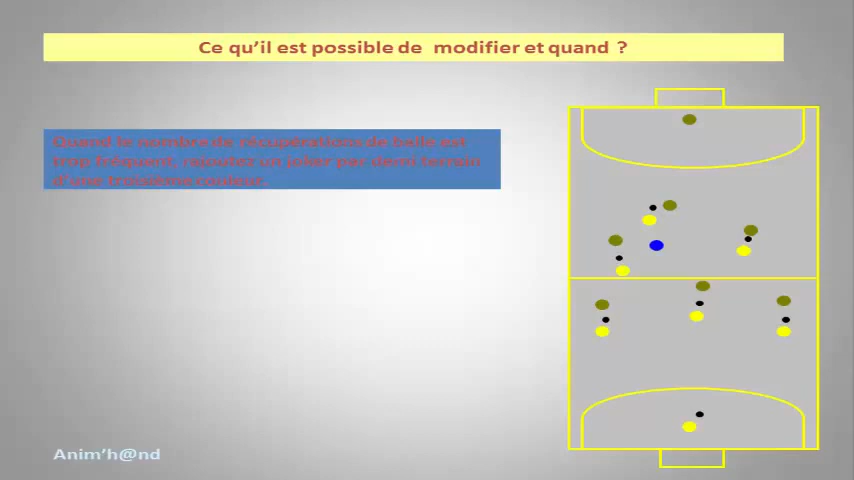 Ce qu'il est possible de modifier et quand ?
Quand le nombre de récupérations de balle est
trop fréquent, rajoutez un joker par demi terrain
d'une troisième couleur.
Anim'h@nd